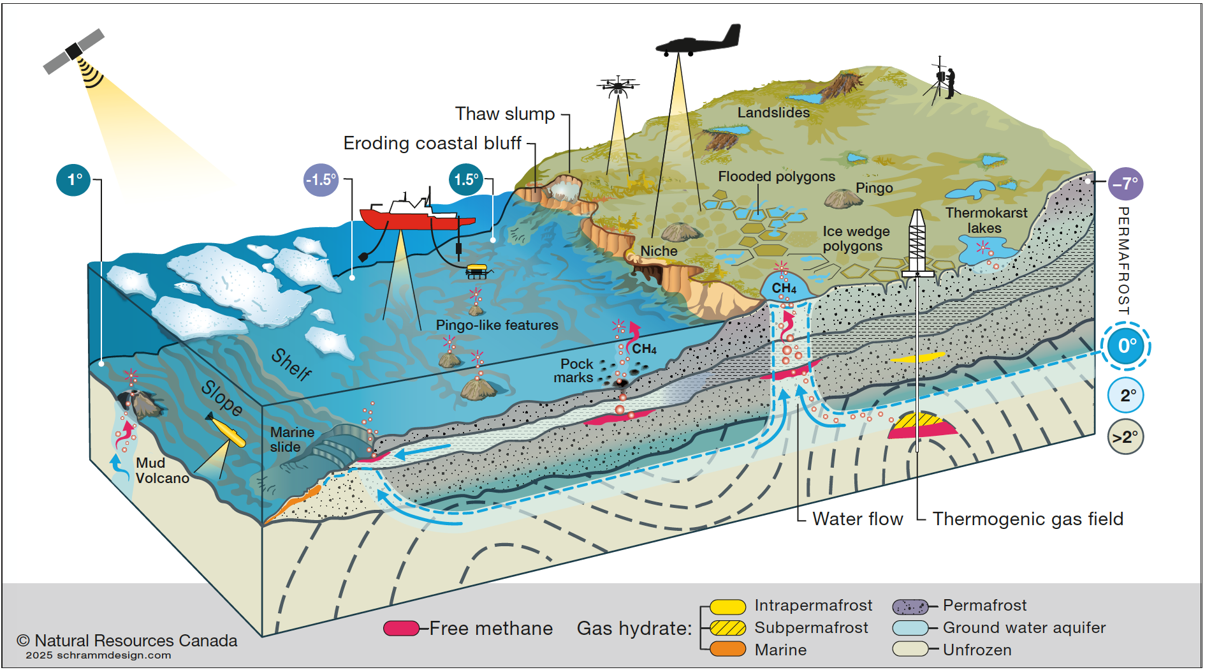 Thaw slump
Eroding coastal bluff
Landslides
1°
-1.5°
1.5°
Flooded polygons
Pingo
-7°
PERMAFROST
Thermokarst
lakes
Ice wedge
polygons
Niche
CH₄
Pingo-like features
CH₄
Shelf
Pock
marks
0°
2°
>2°
Slope
Marine
slide
Mud
Volcano
Water flow
Thermogenic gas field
Free methane
Gas hydrate:
Intrapermafrost
Subpermafrost
Marine
Permafrost
Ground water aquifer
Unfrozen
© Natural Resources Canada
2025 schrammdesign.com